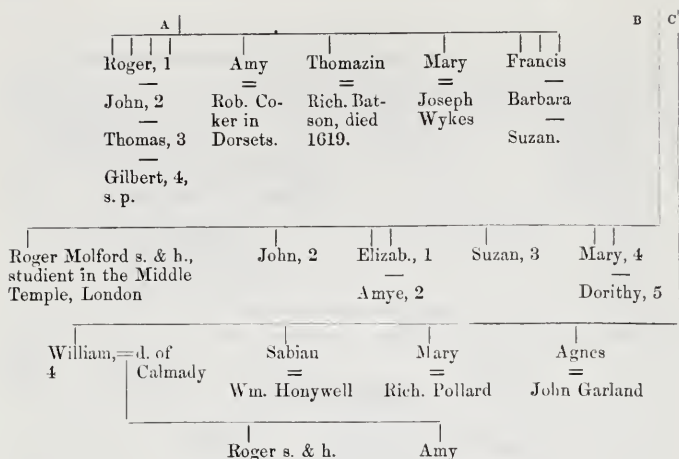 A B C
Roger, 1 Amy Thomazin Mary Francis
John, 2 Rob. Co- Rich. Bat- Joseph Barbara
ker in son, died Wykes
Thomas, 3 Dorsets. 1619. Suzan.
Gilbert, 4,
s. p.
Roger Molford s. & h., John, 2 Elizab., 1 Suzan, 3 Mary, 4
studient in the Middle
Temple, London Amye, 2 Dorithy, 5
William, = d. of Sabian Mary Agnes
4 Calmady = = =
Wm. Honywell Rich. Pollard John Garland
Roger s. & h. Amy